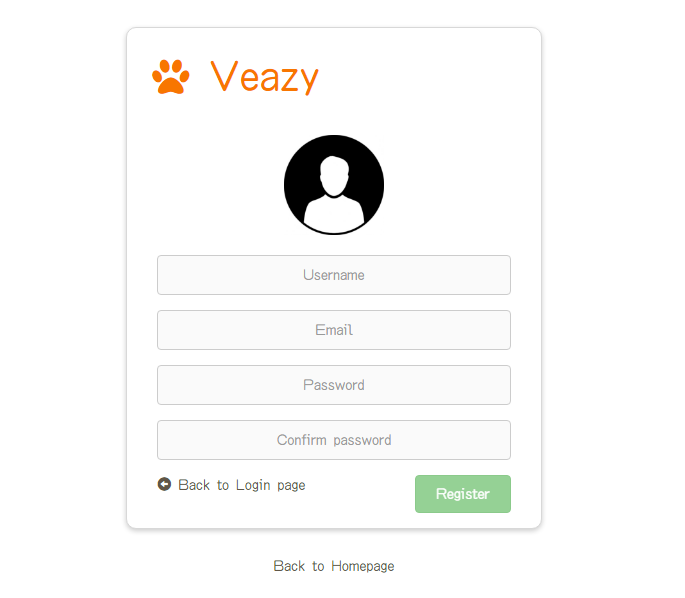 Veazy
Username
Email
Password
Confirm password
Back to Login page
Register
Back to Homepage